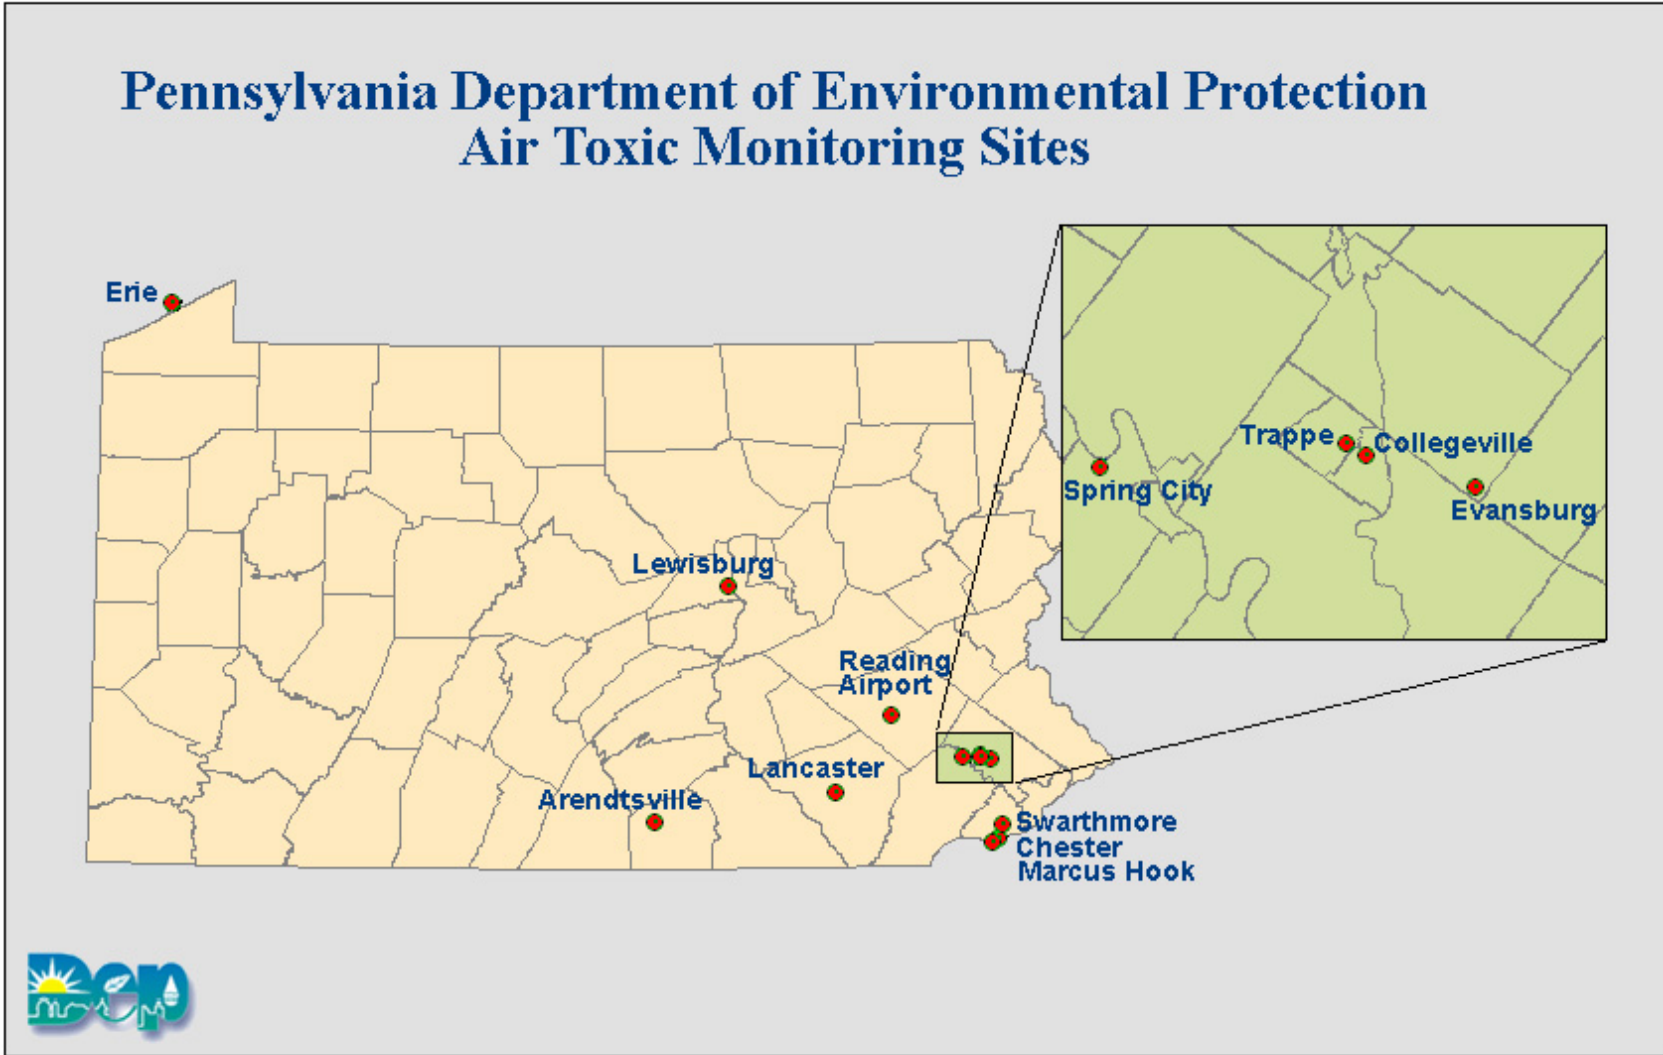 Pennsylvania Department of Environmental Protection
Air Toxic Monitoring Sites
Erie
Trappe
Collegeville
Spring City
Evansburg
Lewisburg
Reading
Airport
Lancaster
Arendtsville
Swarthmore
Chester
Marcus Hook
Dep